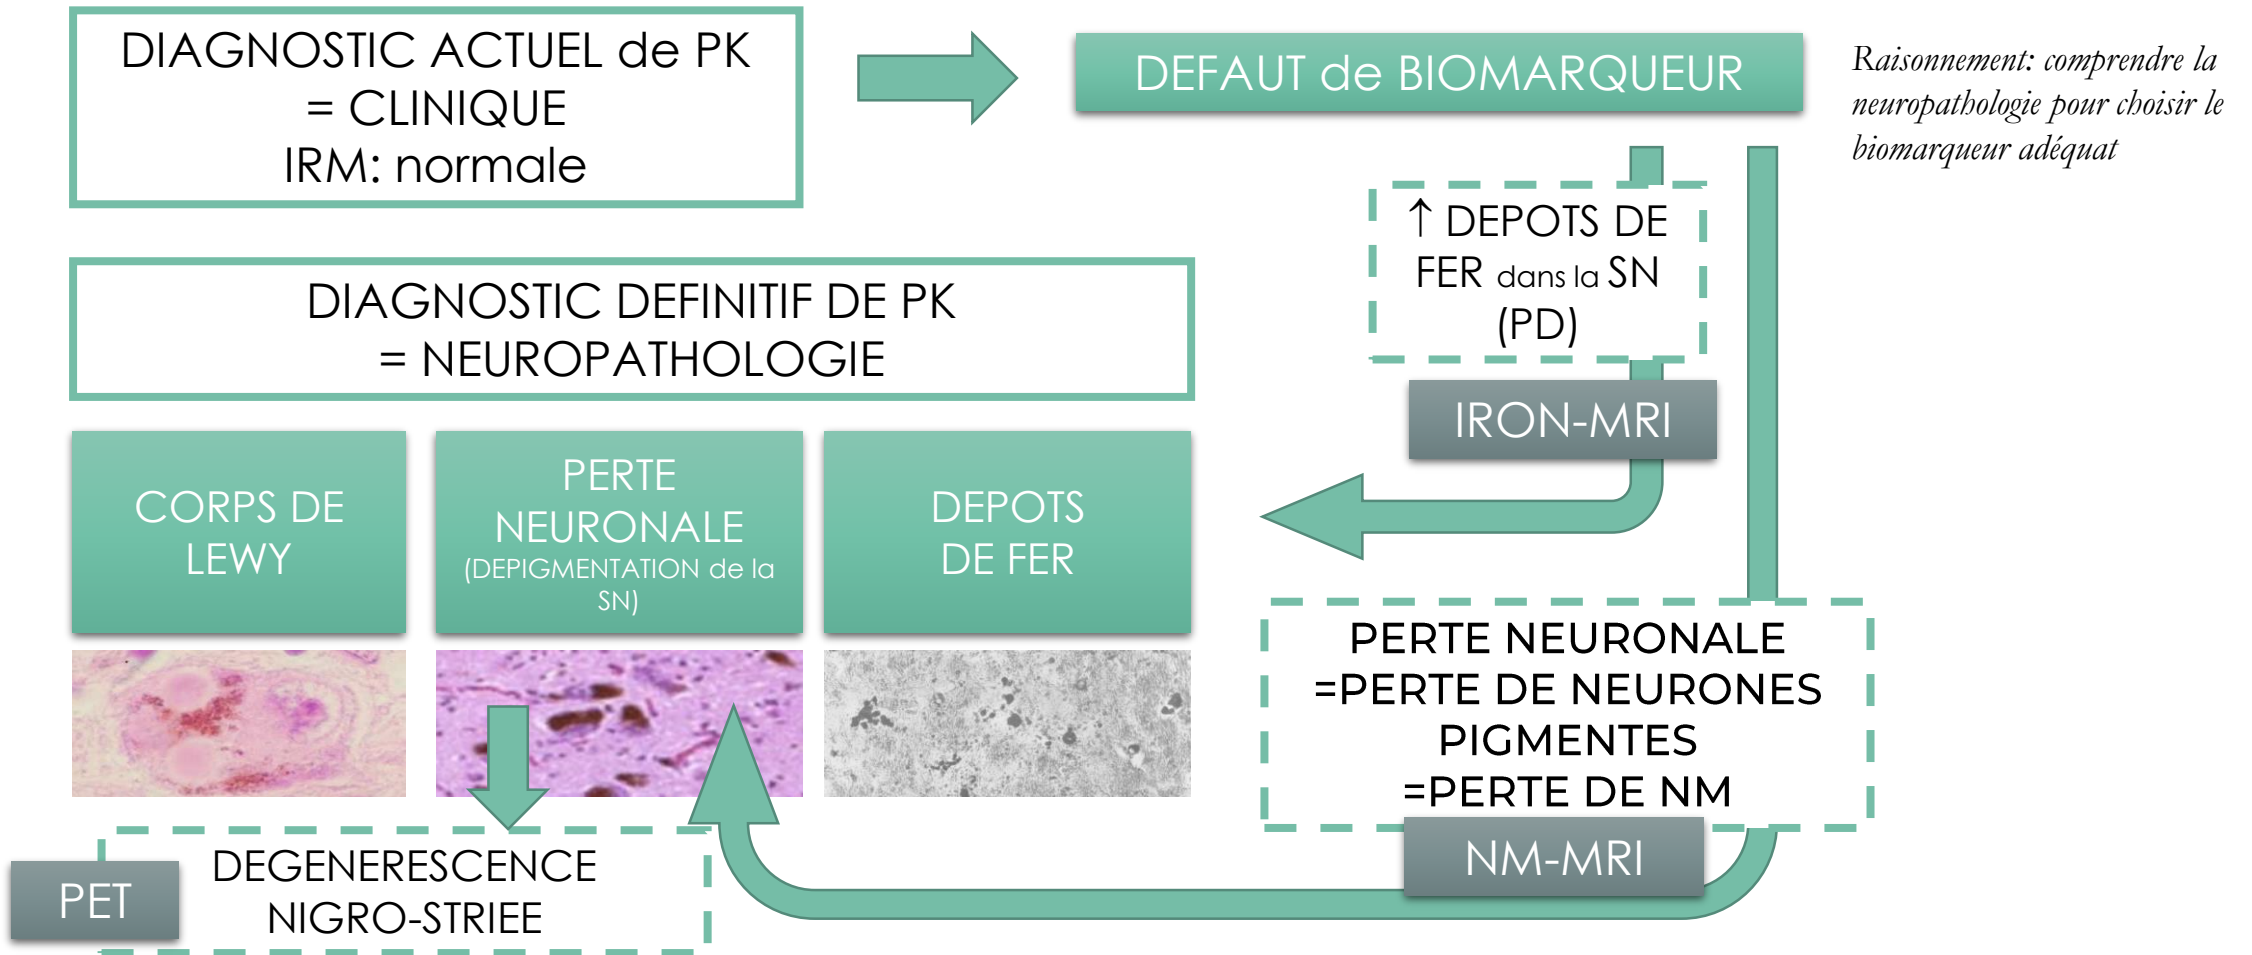 DIAGNOSTIC ACTUEL de PK
= CLINIQUE
IRM: normale
DEFAUT de BIOMARQUEUR
Raisonnement: comprendre la
neuropathologie pour choisir le
biomarqueur adéquat
↑ DEPOTS DE
FER dans la SN
(PD)
IRON-MRI
DIAGNOSTIC DEFINITIF DE PK
= NEUROPATHOLOGIE
CORPS DE
LEWY
PERTE
NEURONALE
(DEPIGMENTATION de la
SN)
DEPOTS
DE FER
PERTE NEURONALE
=PERTE DE NEURONES
PIGMENTES
=PERTE DE NM
NM-MRI
PET
DEGENERESCENCE
NIGRO-STRIEE